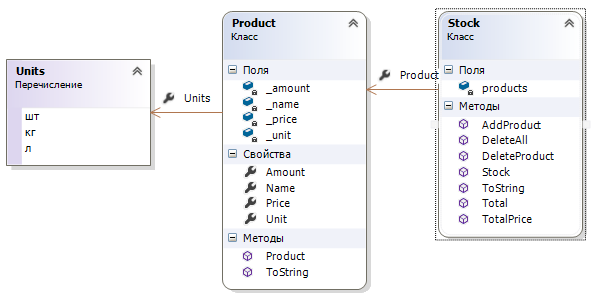 Units
Перечисление
шт
кг
л
Units
Product
Класс
Поля
_amount
_name
_price
_unit
Свойства
Amount
Name
Price
Unit
Методы
Product
ToString
Product
Stock
Класс
Поля
products
Методы
AddProduct
DeleteAll
DeleteProduct
Stock
ToString
Total
TotalPrice